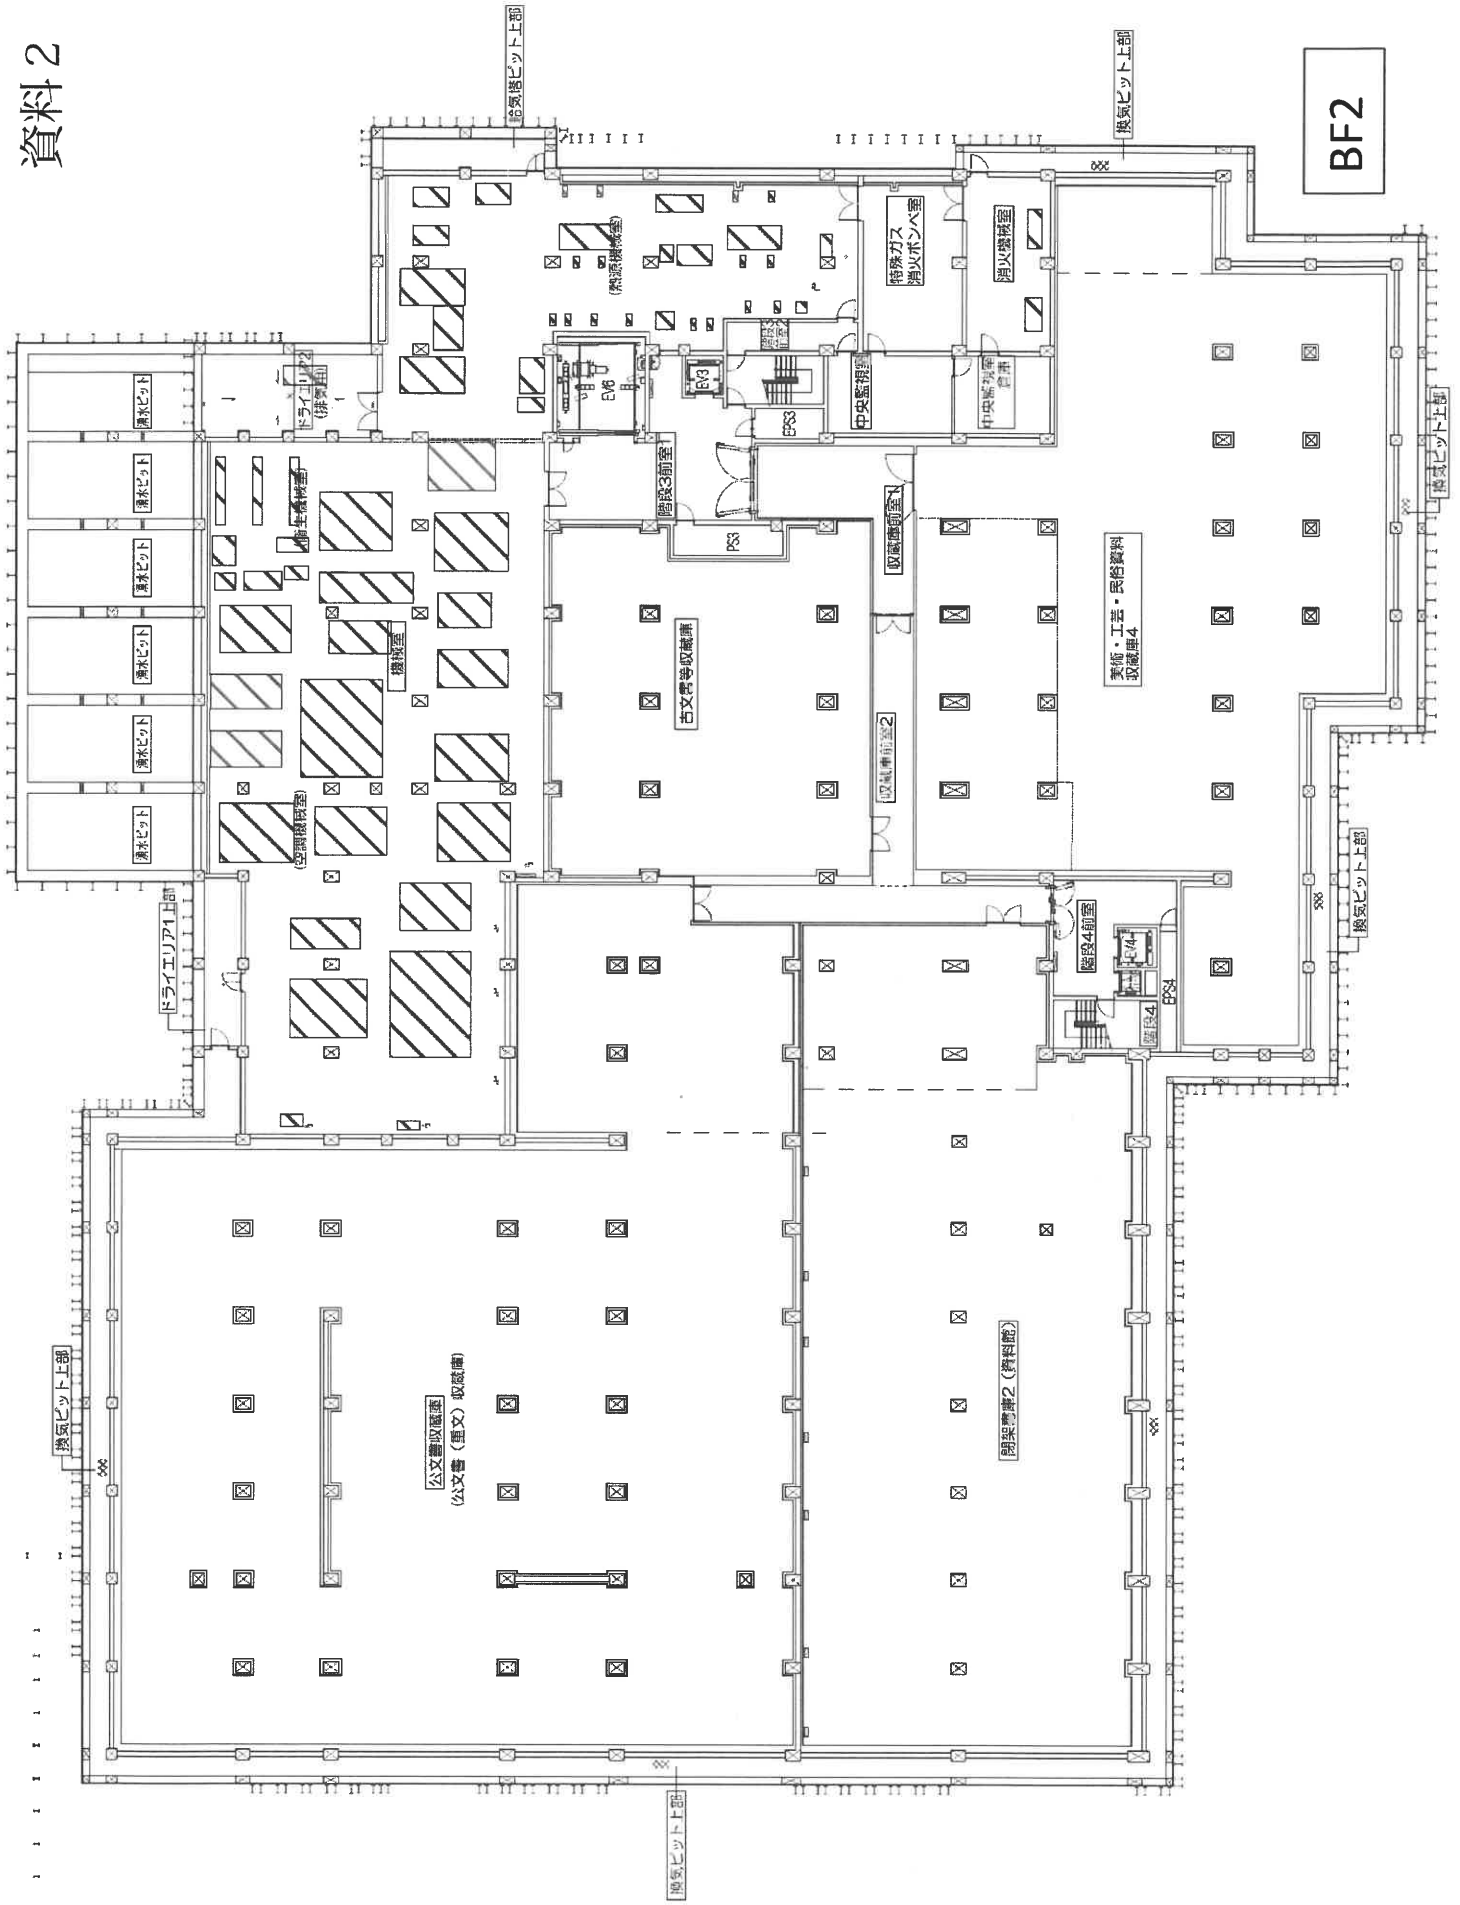 資料2
BF2
給気塔ピット上部
換気ピット上部
換気ピット上部
換気ピット上部
換気ピット上部
換気ピット上部
ドライエリア1上部
湧水ピット
湧水ピット
湧水ピット
湧水ピット
湧水ピット
湧水ピット
ドライエリア2
(排気用)
(熱源機械室)
(衛生機械室)
機械室
(空調機械室)
特殊ガス
消火ボンベ室
消火機械室
中央監視室
中央監視室
倉庫
EV6
EV3
EPS3
階段3前室
PS3
収蔵庫前室1
収蔵庫前室2
古文書等収蔵庫
美術・工芸・民俗資料
収蔵庫4
階段4前室
EV4
EPS4
階段4
公文書収蔵庫
(公文書(重文)収蔵庫)
閉架書庫2(資料館)